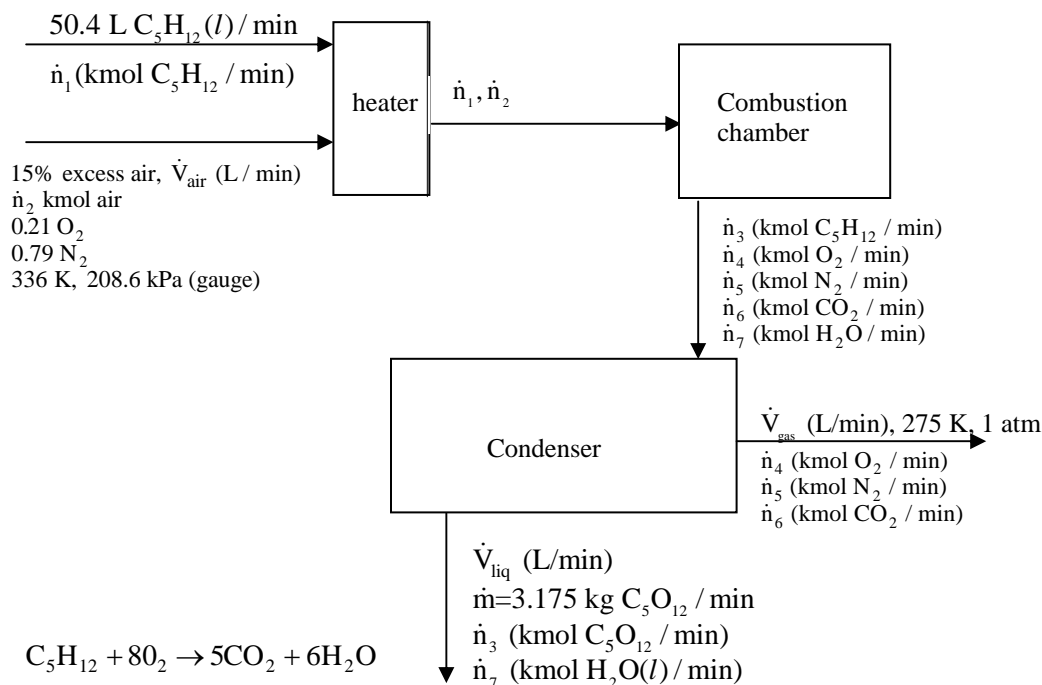 50.4 L C₅H₁₂(l) / min
ṅ₁(kmol C₅H₁₂ / min)
heater
ṅ₁, ṅ₂
Combustion
chamber
15% excess air, V̇air (L / min)
ṅ₂ kmol air
0.21 O₂
0.79 N₂
336 K, 208.6 kPa (gauge)
ṅ₃ (kmol C₅H₁₂ / min)
ṅ₄ (kmol O₂ / min)
ṅ₅ (kmol N₂ / min)
ṅ₆ (kmol CO₂ / min)
ṅ₇ (kmol H₂O / min)
Condenser
V̇gas (L/min), 275 K, 1 atm
ṅ₄ (kmol O₂ / min)
ṅ₅ (kmol N₂ / min)
ṅ₆ (kmol CO₂ / min)
V̇liq (L/min)
ṁ=3.175 kg C₅O₁₂ / min
ṅ₃ (kmol C₅O₁₂ / min)
ṅ₇ (kmol H₂O(l) / min)
C₅H₁₂ + 80₂ → 5CO₂ + 6H₂O